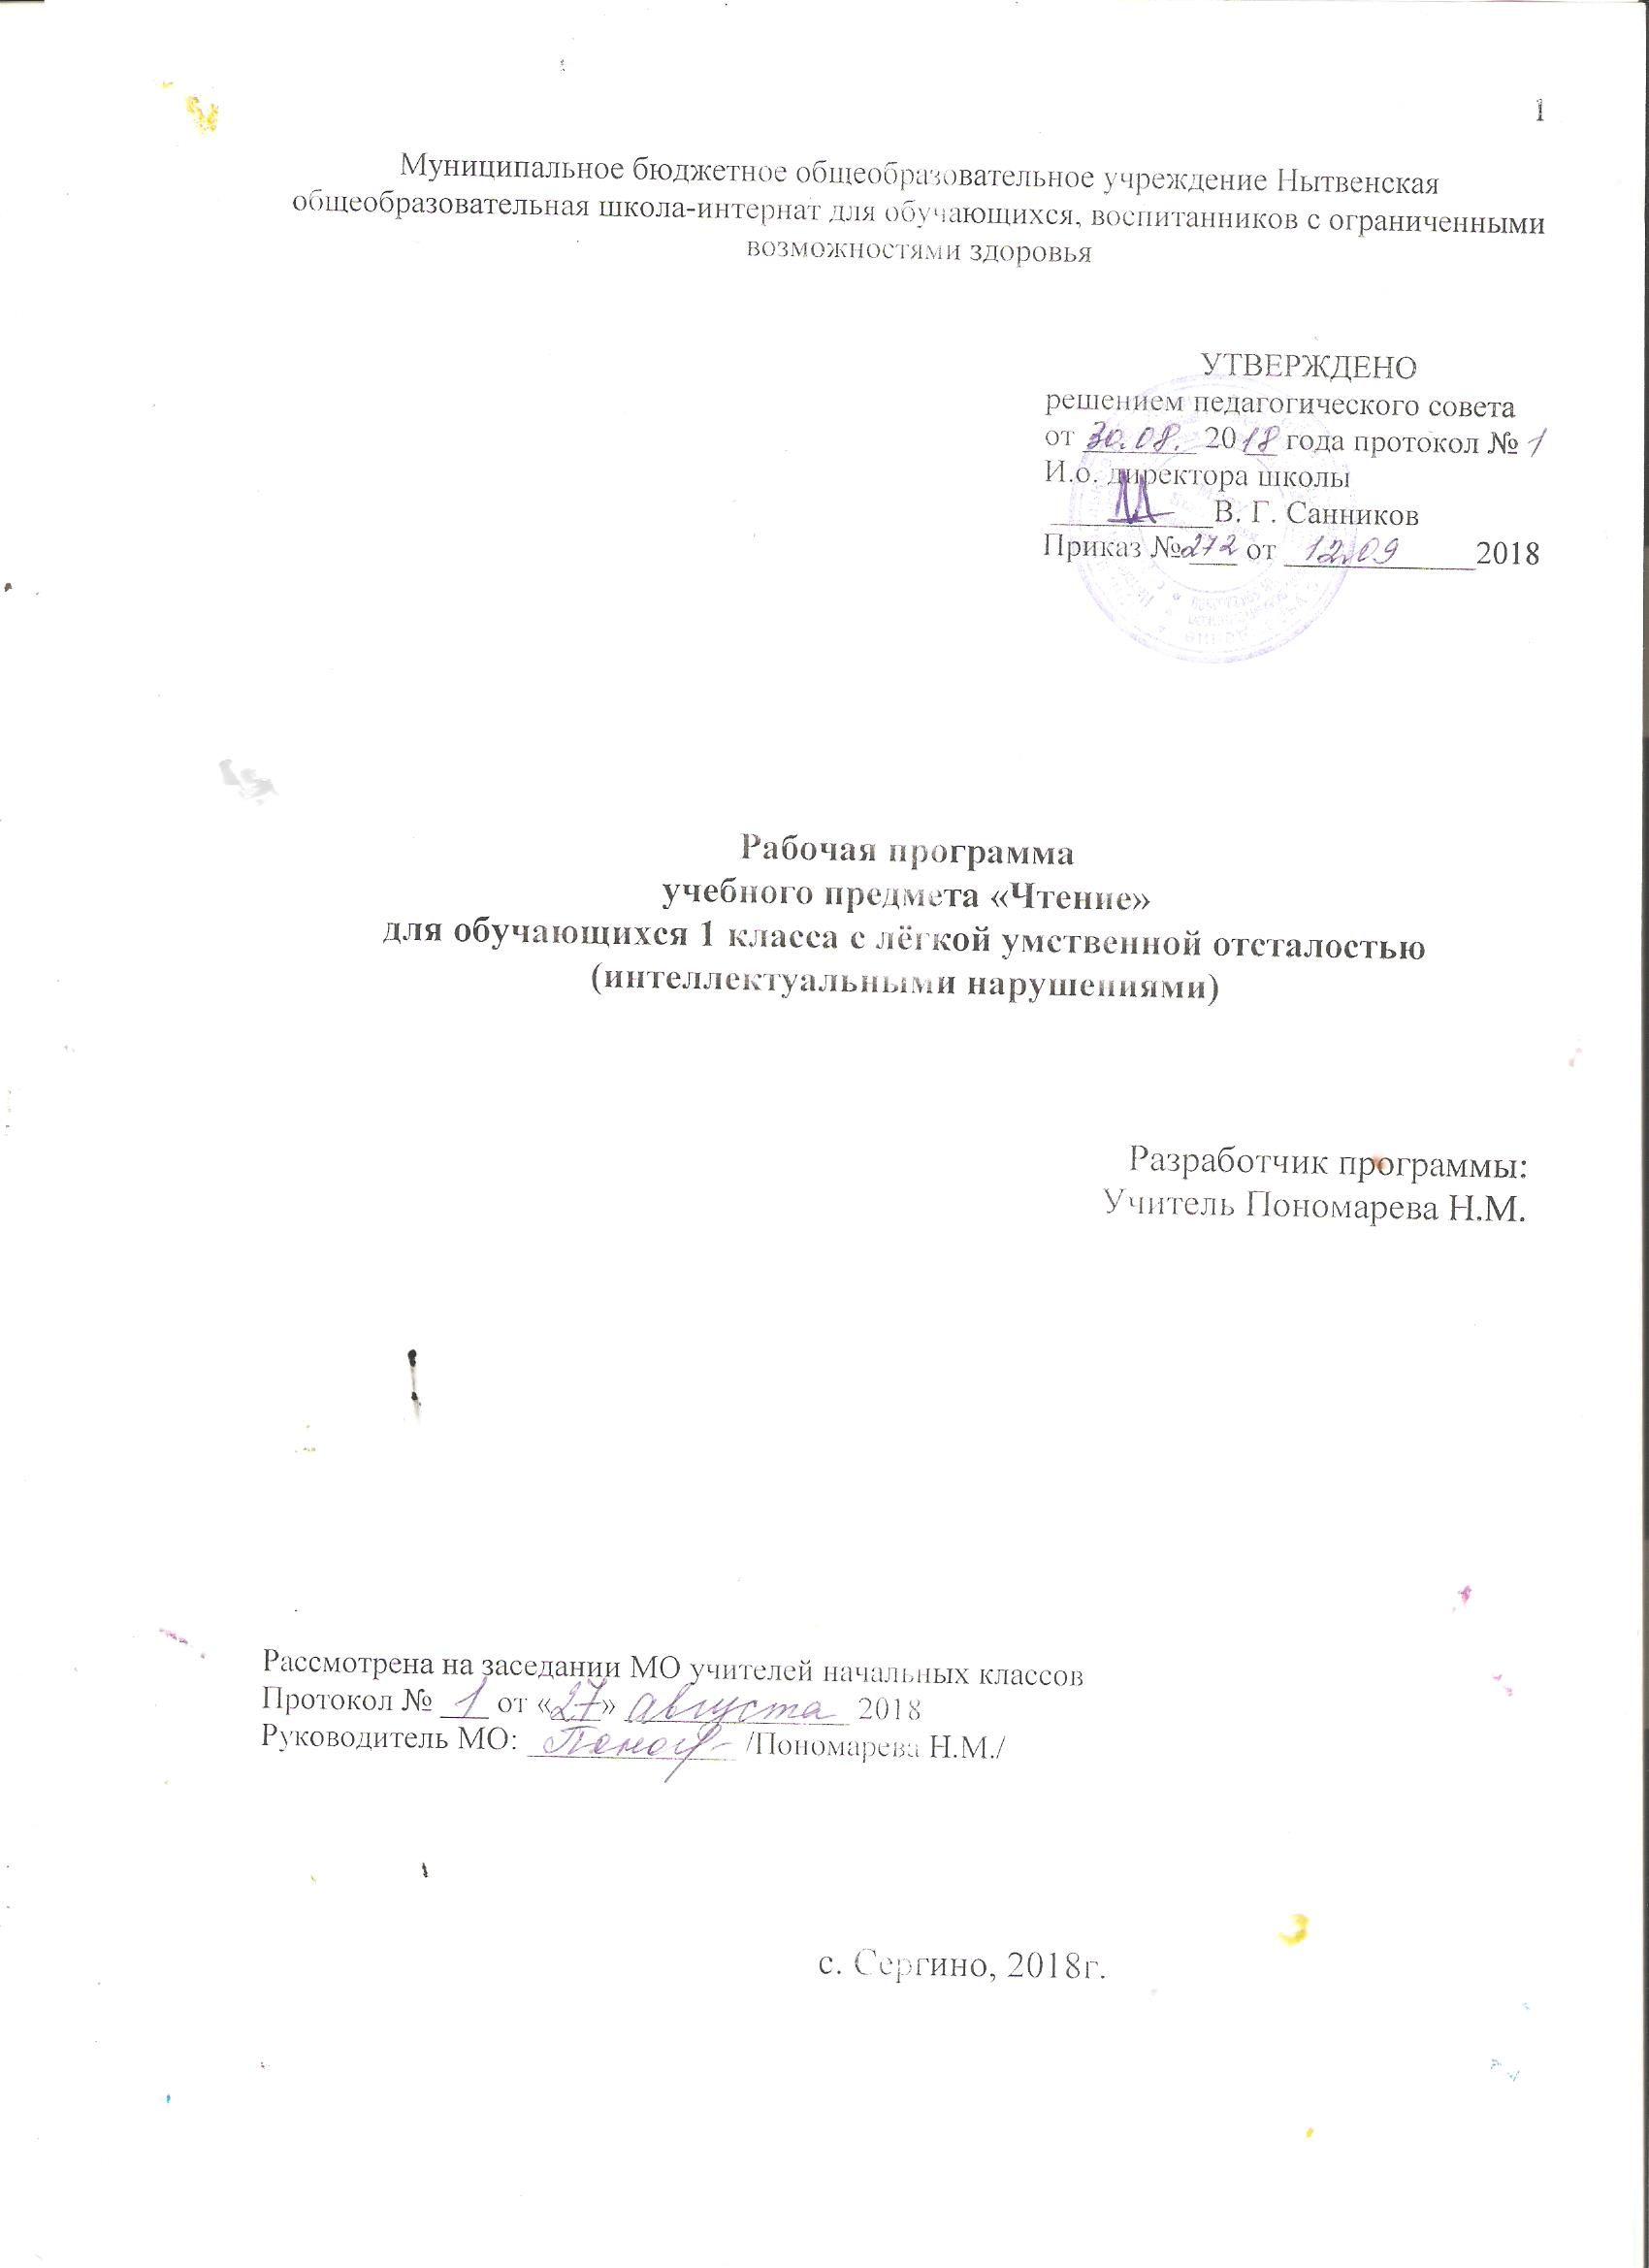 1
Муниципальное бюджетное общеобразовательное учреждение Нытвенская
общеобразовательная школа-интернат для обучающихся, воспитанников с ограниченными
возможностями здоровья
УТВЕРЖДЕНО
решением педагогического совета
от 30.08. 2018 года протокол № 1
И.о. директора школы
____________В. Г. Санников
Приказ №272 от 12.09 2018
Рабочая программа
учебного предмета «Чтение»
для обучающихся 1 класса с лёгкой умственной отсталостью
(интеллектуальными нарушениями)
Разработчик программы:
Учитель Пономарева Н.М.
Рассмотрена на заседании МО учителей начальных классов
Протокол № 1 от «27» августа 2018
Руководитель МО: ____________ /Пономарева Н.М./
с. Сергино, 2018г.